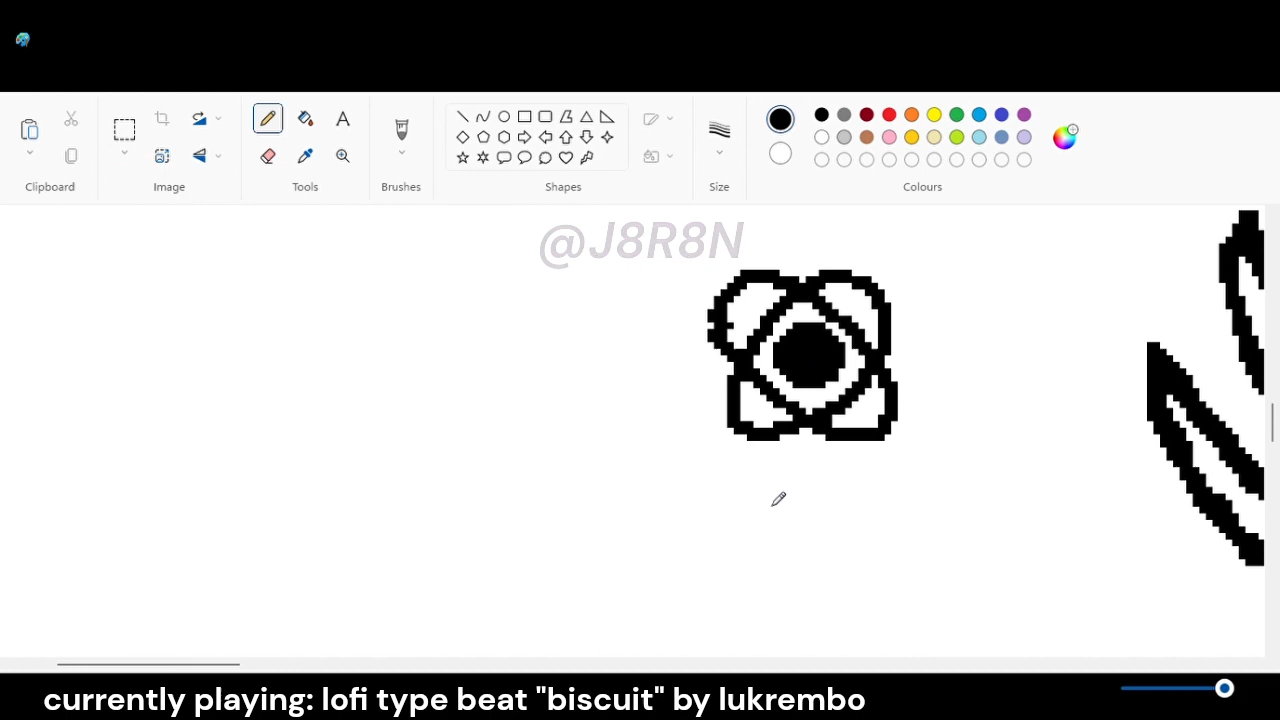 Clipboard
Image
Tools
Brushes
Shapes
Size
Colours
@J8R8N
currently playing: lofi type beat "biscuit" by lukrembo